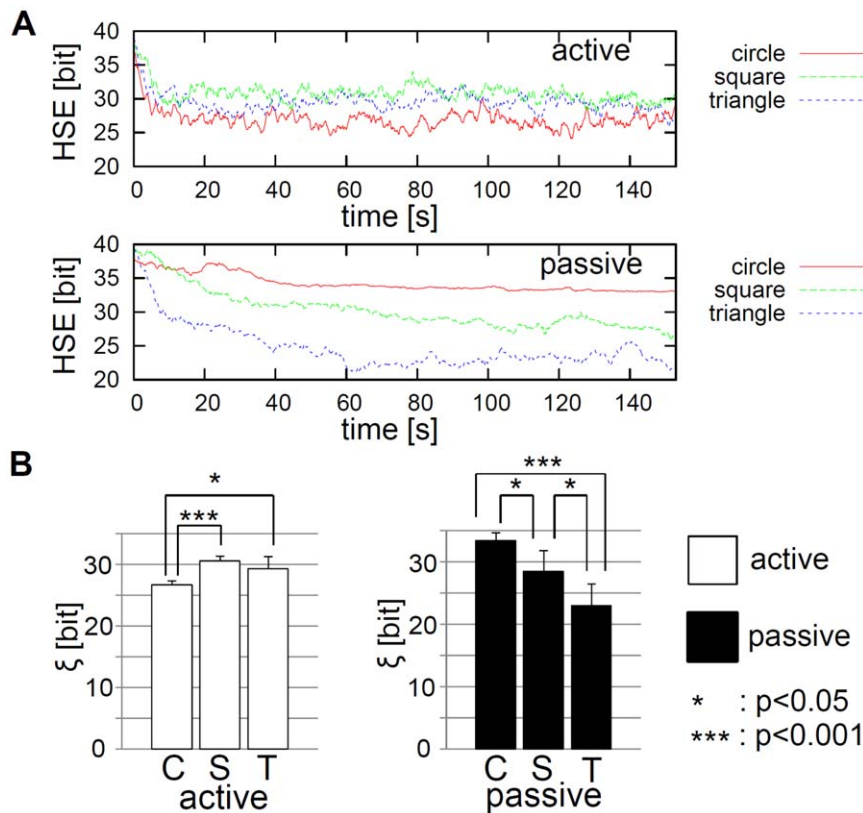 A
active
HSE [bit]
40
35
30
25
20
0 20 40 60 80 100 120 140
time [s]
circle
square
triangle
passive
HSE [bit]
40
35
30
25
20
0 20 40 60 80 100 120 140
time [s]
circle
square
triangle
B
*
***
ξ [bit]
30
20
10
0
C S T
active
***
* *
ξ [bit]
30
20
10
0
C S T
passive
active
passive
* : p<0.05
*** : p<0.001